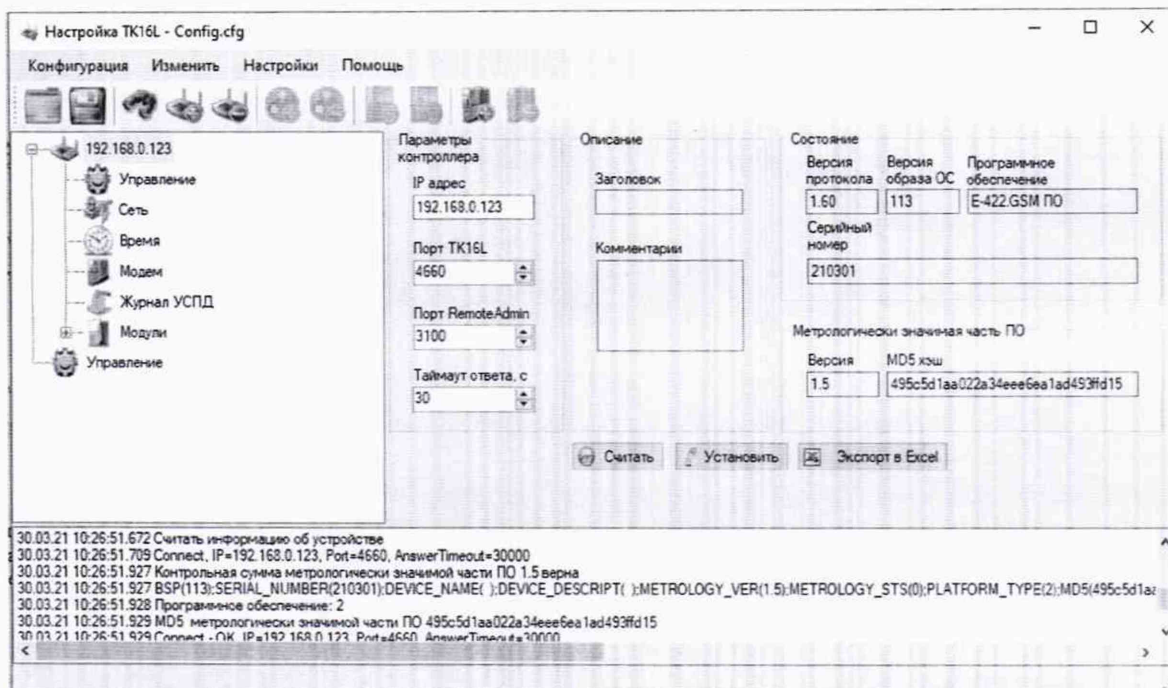 Настройка TK16L - Config.cfg
Конфигурация Изменить Настройки Помощь
192.168.0.123
Управление
Сеть
Время
Модем
Журнал УСПД
Модули
Управление
Параметры контроллера
IP адрес
192.168.0.123
Порт TK16L
4660
Порт RemoteAdmin
3100
Таймаут ответа, с
30
Описание
Заголовок
Комментарии
Состояние
Версия протокола
1.60
Версия образа ОС
113
Программное обеспечение
E-422.GSM ПО
Серийный номер
210301
Метрологически значимая часть ПО
Версия
1.5
MD5 хэш
495c5d1aa022a34eee6ea1ad493ffd15
Считать
Установить
Экспорт в Excel
30.03.21 10:26:51.672 Считать информацию об устройстве
30.03.21 10:26:51.709 Connect, IP=192.168.0.123, Port=4660, AnswerTimeout=30000
30.03.21 10:26:51.927 Контрольная сумма метрологически значимой части ПО 1.5 верна
30.03.21 10:26:51.927 BSP(113);SERIAL_NUMBER(210301);DEVICE_NAME( );DEVICE_DESCRIPT( );METROLOGY_VER(1.5);METROLOGY_STS(0);PLATFORM_TYPE(2);MD5(495c5d1aa
30.03.21 10:26:51.928 Программное обеспечение: 2
30.03.21 10:26:51.929 MD5 метрологически значимой части ПО 495c5d1aa022a34eee6ea1ad493ffd15
30.03.21 10:26:51.929 Connect - OK, IP=192.168.0.123, Port=4660, AnswerTimeout=30000